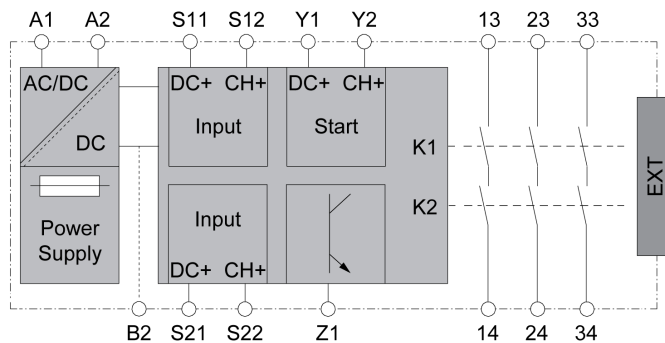 A1 A2 S11 S12 Y1 Y2 13 23 33
AC/DC DC+ CH+ DC+ CH+
Input Start
DC
K1
EXT
K2
Input
Power
Supply
DC+ CH+
B2 S21 S22 Z1 14 24 34